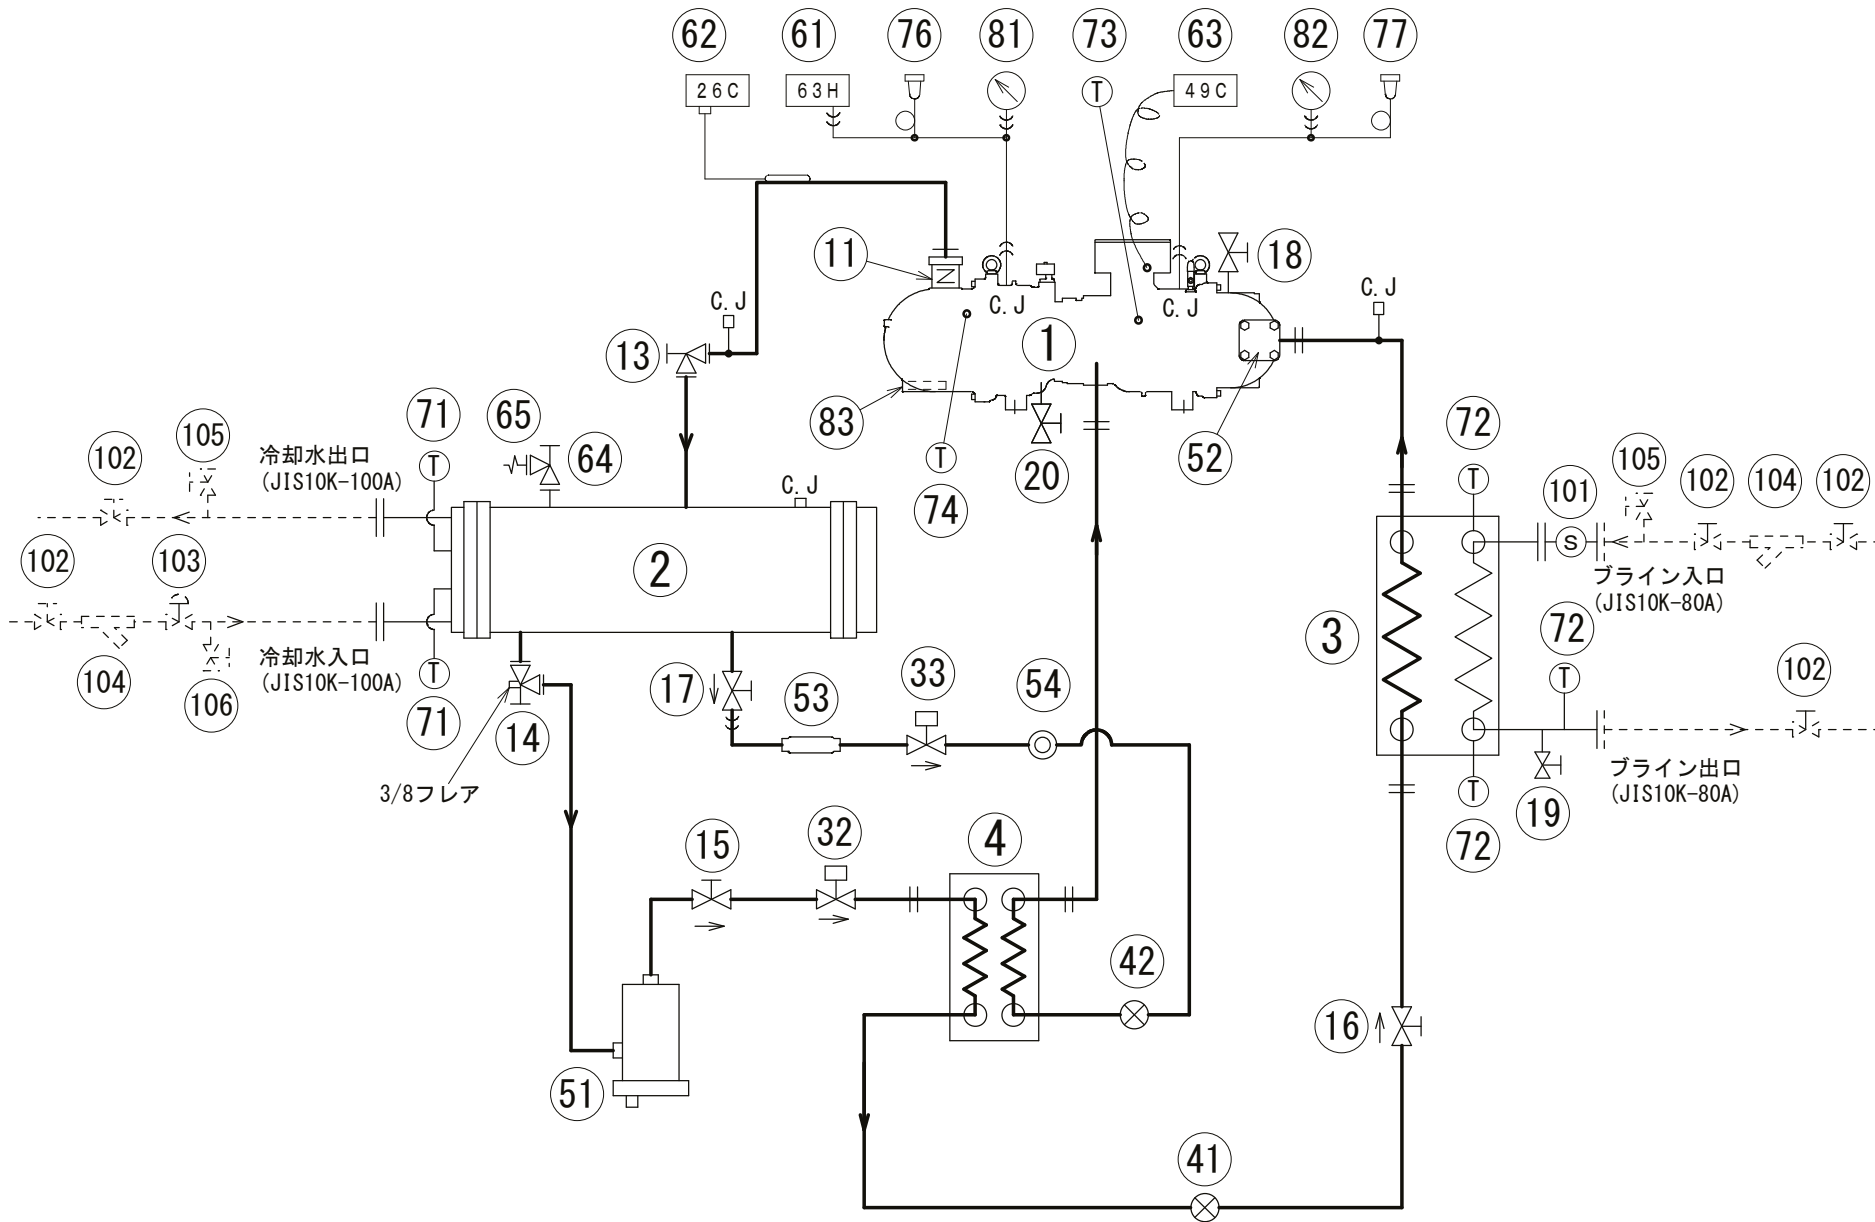 62 61 76 81 73 63 82 77
26C 63H T 49C
11 18
C.J C.J C.J C.J
13 1
71 65 64 83 T 20 52 72
102 105 冷却水出口 T 74 105 102 104 102
(JIS10K-100A) C.J T 101
S
102 103 2 ブライン入口
(JIS10K-80A)
3 72
104 106 冷却水入口 T 17 33 54 T 102
(JIS10K-100A) 53
71 14
3/8フレア ブライン出口
(JIS10K-80A)
T 19
15 32 4 72
42
16
51
41